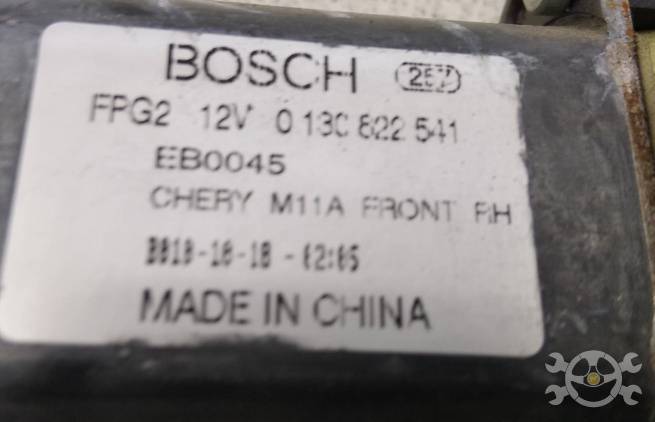 BOSCH
FPG2 12V 0 130 822 541
EB0045
CHERY M11A FRONT RH
MADE IN CHINA